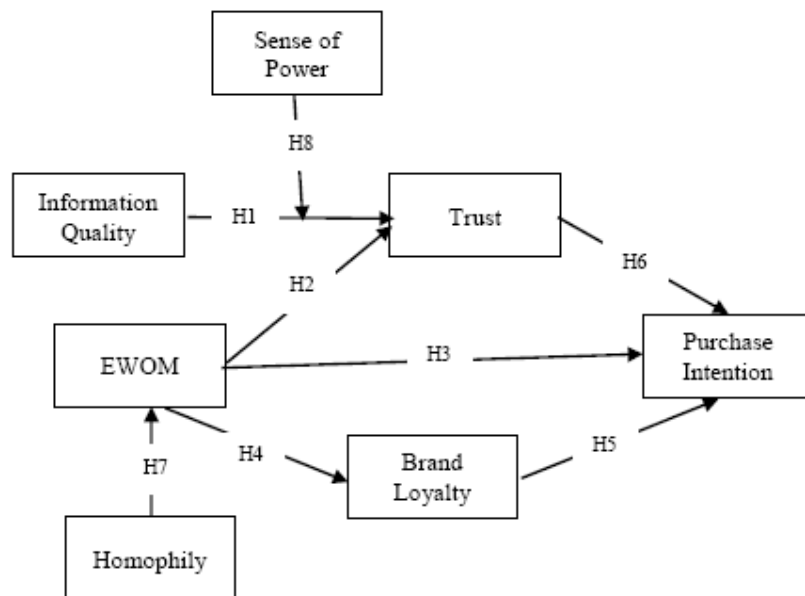 Sense of
Power
H8
Information
Quality
H1
Trust
H2
H6
EWOM
H3
Purchase
Intention
H7
H4
Brand
Loyalty
H5
Homophily